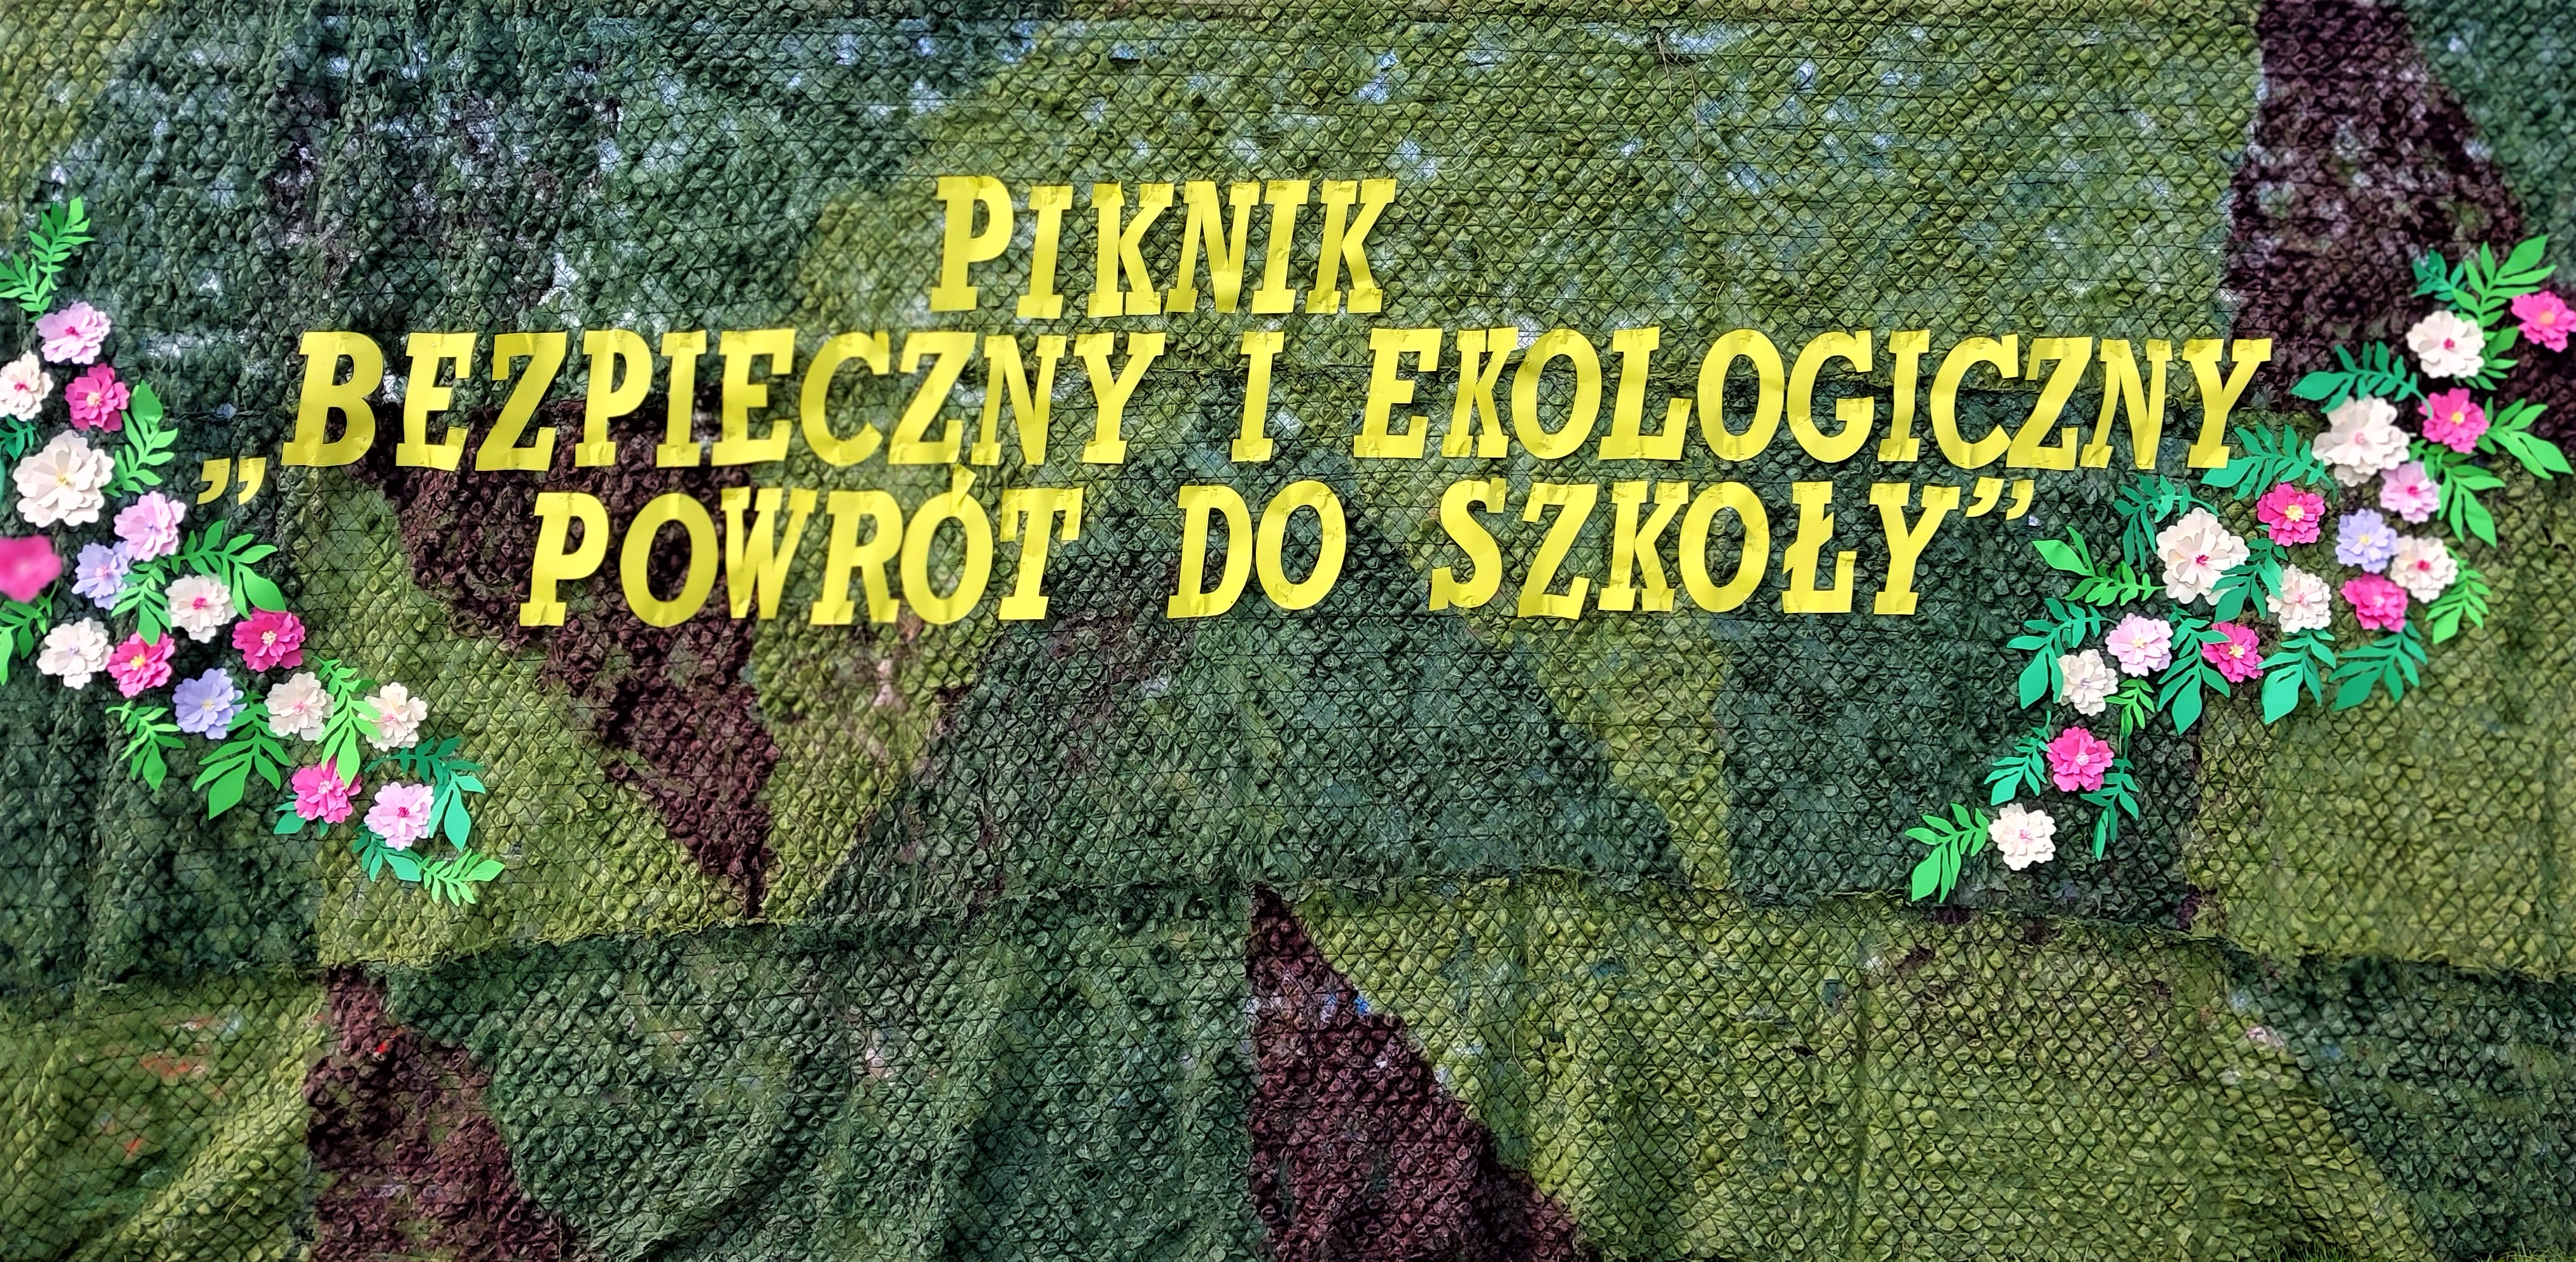 PIKNIK
„BEZPIECZNY I EKOLOGICZNY
POWRÓT DO SZKOŁY”